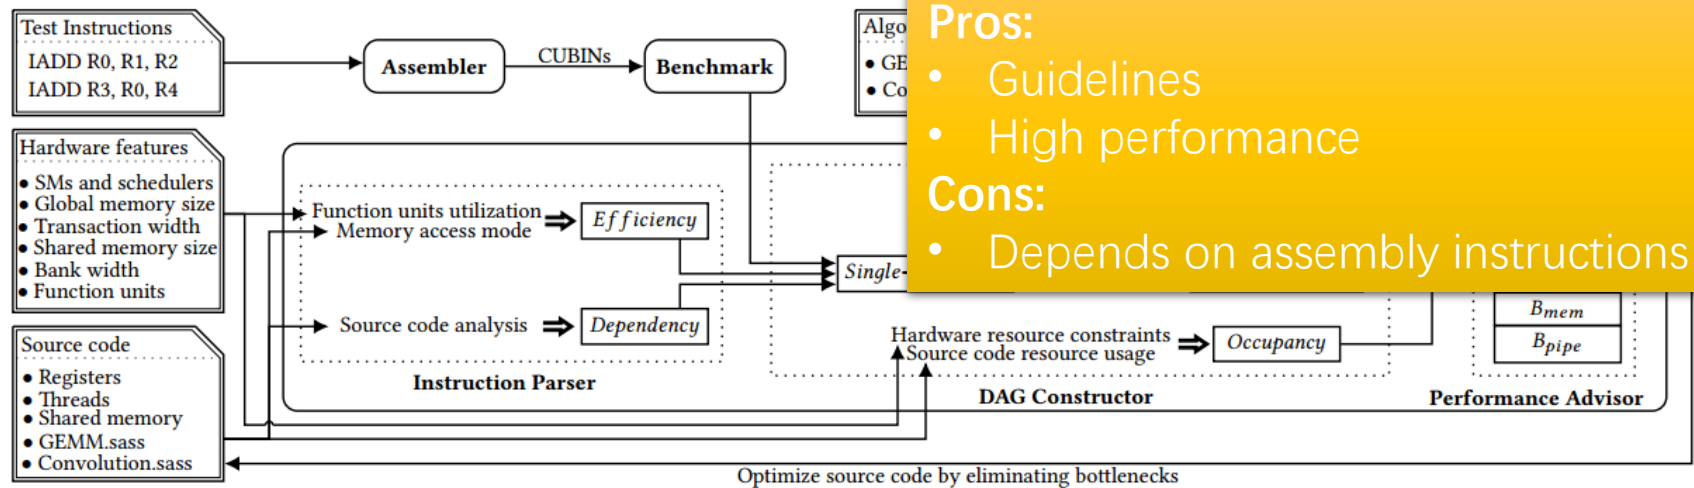 Test Instructions
IADD R0, R1, R2
IADD R3, R0, R4
Assembler
CUBINs
Benchmark
Pros:
• Guidelines
• High performance
Cons:
• Depends on assembly instructions
Hardware features
• SMs and schedulers
• Global memory size
• Transaction width
• Shared memory size
• Bank width
• Function units
Function units utilization
Memory access mode
Efficiency
Source code analysis
Dependency
Instruction Parser
Single-
Hardware resource constraints
Source code resource usage
Occupancy
DAG Constructor
Bmem
Bpipe
Performance Advisor
Source code
• Registers
• Threads
• Shared memory
• GEMM.sass
• Convolution.sass
Optimize source code by eliminating bottlenecks